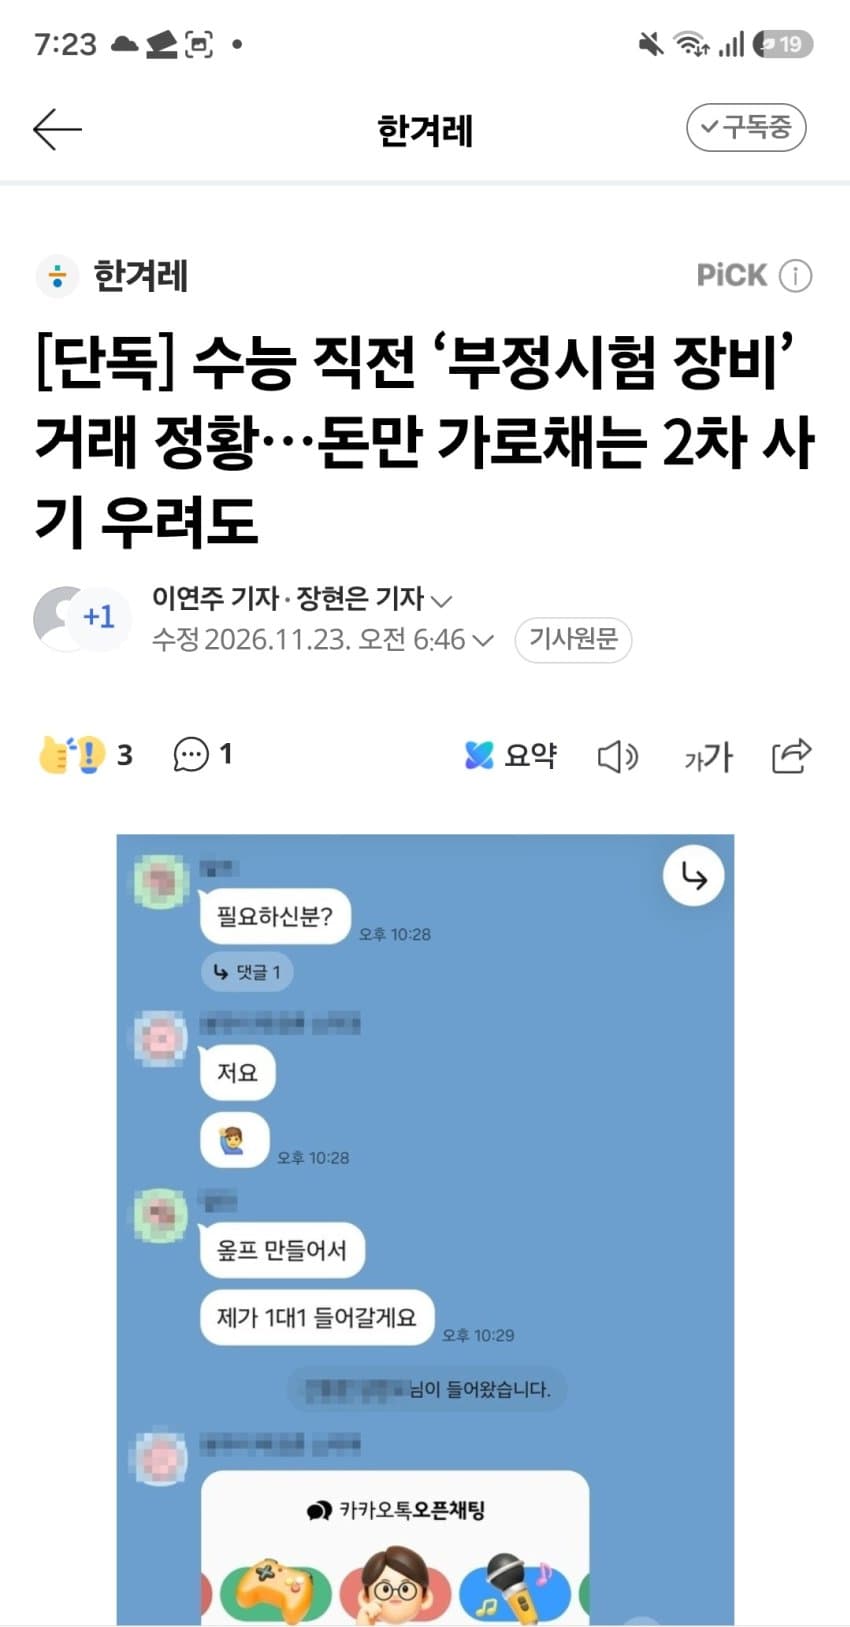 7:23
19
한겨레
구독중
한겨레
PiCK
[단독] 수능 직전 ‘부정시험 장비’
거래 정황…돈만 가로채는 2차 사
기 우려도
+1
이연주 기자·장현은 기자
수정 2026.11.23. 오전 6:46
기사원문
3
1
요약
가가
필요하신분?
오후 10:28
댓글 1
저요
오후 10:28
옾프 만들어서
제가 1대1 들어갈게요
오후 10:29
님이 들어왔습니다.
카카오톡오픈채팅